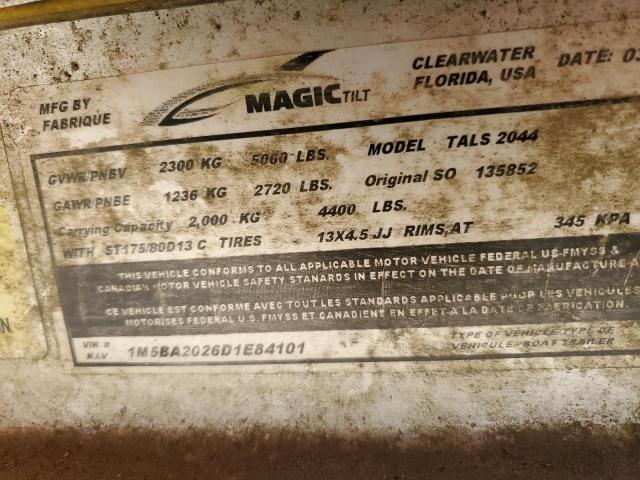 MFG BY
FABRIQUE
MAGICTILT
CLEARWATER
FLORIDA, USA
DATE: 03
GVWR/PNBV 2300 KG 5060 LBS. MODEL TALS 2044
GAWR/PNBE 1236 KG 2720 LBS. Original SO 135852
Carrying Capacity 2,000 KG 4400 LBS.
WITH ST175/80D13 C TIRES 13X4.5 JJ RIMS,AT 345 KPA
THIS VEHICLE CONFORMS TO ALL APPLICABLE MOTOR VEHICLE FEDERAL US-FMYSS &
CANADIAN MOTOR VEHICLE SAFETY STANARDS IN EFFECT ON THE DATE OF MANUFACTURE A
CE VEHICLE EST CONFORME AVEC TOUT LES STANDARDS APPLICABLE POUR LES VEHICULES
MOTORISES FEDERAL U.S. FMYSS ET CANADIENS EN EFFET A LA DATE DE FABRICATION.
VIN. #
N.I.V.
1M5BA2026D1E84101
TYPE OF VEHICLE/TYPE DE
VEHICULE: BOAT TRAILER
N